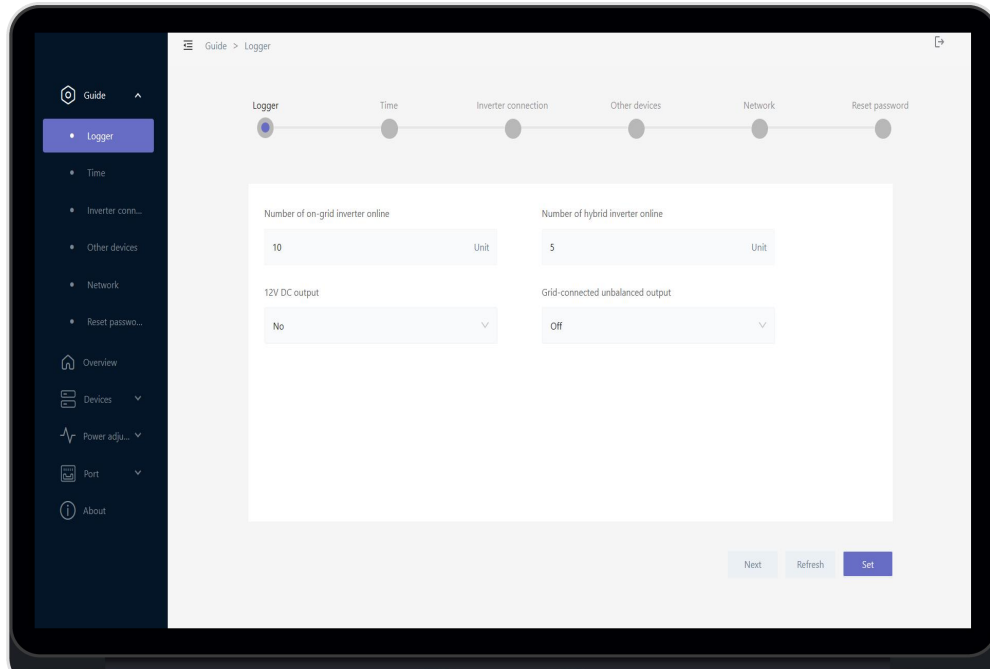 Guide > Logger
Guide
Logger
Time
Inverter conn...
Other devices
Network
Reset passwo...
Overview
Devices
Power adju...
Port
About
Logger
Time
Inverter connection
Other devices
Network
Reset password
Number of on-grid inverter online
10 Unit
Number of hybrid inverter online
5 Unit
12V DC output
No
Grid-connected unbalanced output
Off
Next
Refresh
Set